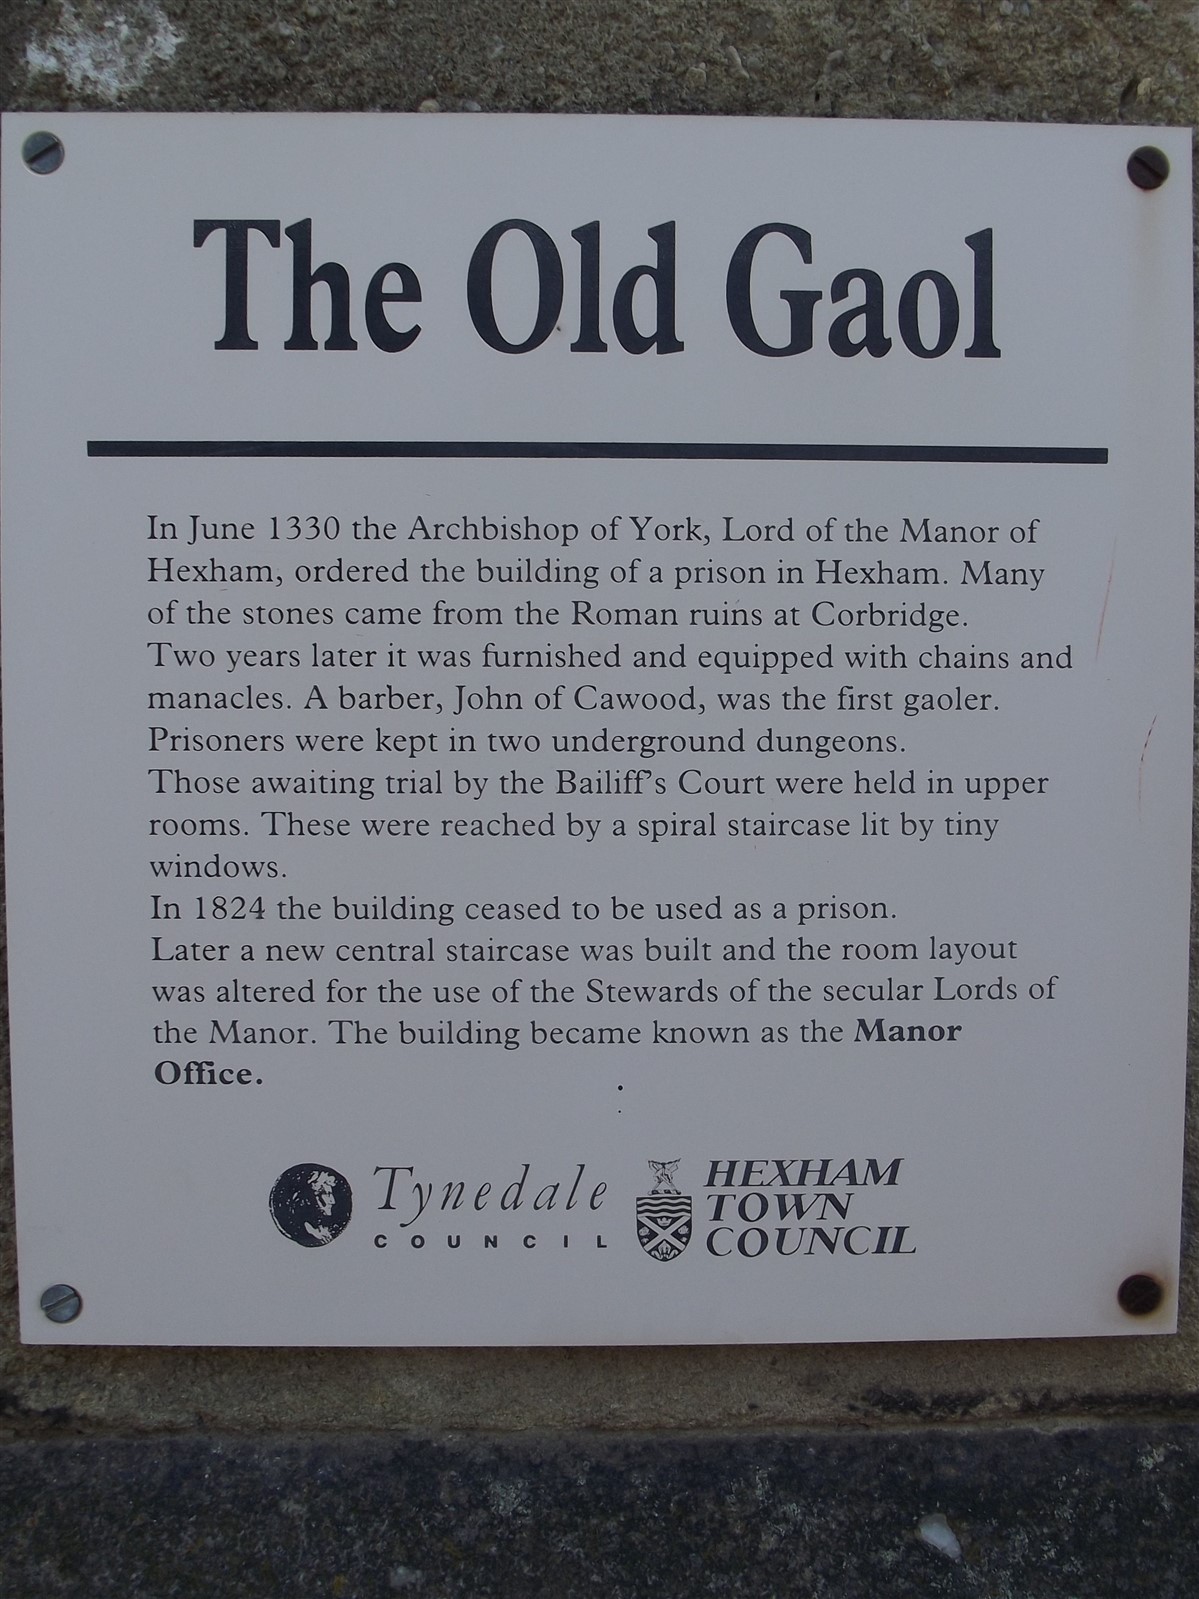 The Old Gaol
In June 1330 the Archbishop of York, Lord of the Manor of
Hexham, ordered the building of a prison in Hexham. Many
of the stones came from the Roman ruins at Corbridge.
Two years later it was furnished and equipped with chains and
manacles. A barber, John of Cawood, was the first gaoler.
Prisoners were kept in two underground dungeons.
Those awaiting trial by the Bailiff's Court were held in upper
rooms. These were reached by a spiral staircase lit by tiny
windows.
In 1824 the building ceased to be used as a prison.
Later a new central staircase was built and the room layout
was altered for the use of the Stewards of the secular Lords of
the Manor. The building became known as the Manor
Office.
Tynedale
COUNCIL
HEXHAM
TOWN
COUNCIL